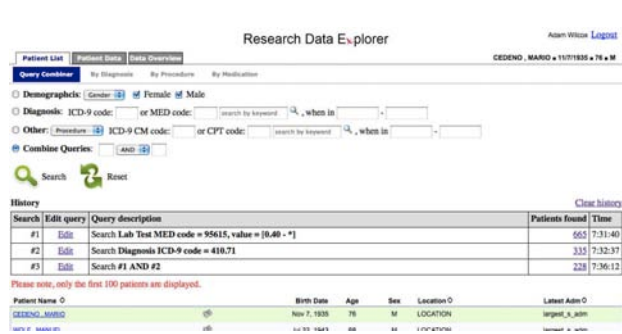 Research Data Explorer
Adam Wilcox Logout
Patient List Patient Data Data Overview
CEDENO , MARIO • 11/7/1935 • 76 • M
Query Combiner By Diagnosis By Procedure By Medication
Demographcis: Gender Female Male
Diagnosis: ICD-9 code: or MED code: search by keyword , when in -
Other: Procedure ICD-9 CM code: or CPT code: search by keyword , when in -
Combine Queries: AND
Search Reset
History Clear history
Search Edit query Query description Patients found Time
#1 Edit Search Lab Test MED code = 95615, value = [0.40 - *] 665 7:31:40
#2 Edit Search Diagnosis ICD-9 code = 410.71 335 7:32:37
#3 Edit Search #1 AND #2 228 7:36:12
Please note, only the first 100 patients are displayed.
Patient Name Birth Date Age Sex Location Latest Adm
CEDENO , MARIO Nov 7, 1935 76 M LOCATION largest_s_adm
1943 68 M LOCATION largest_s_adm